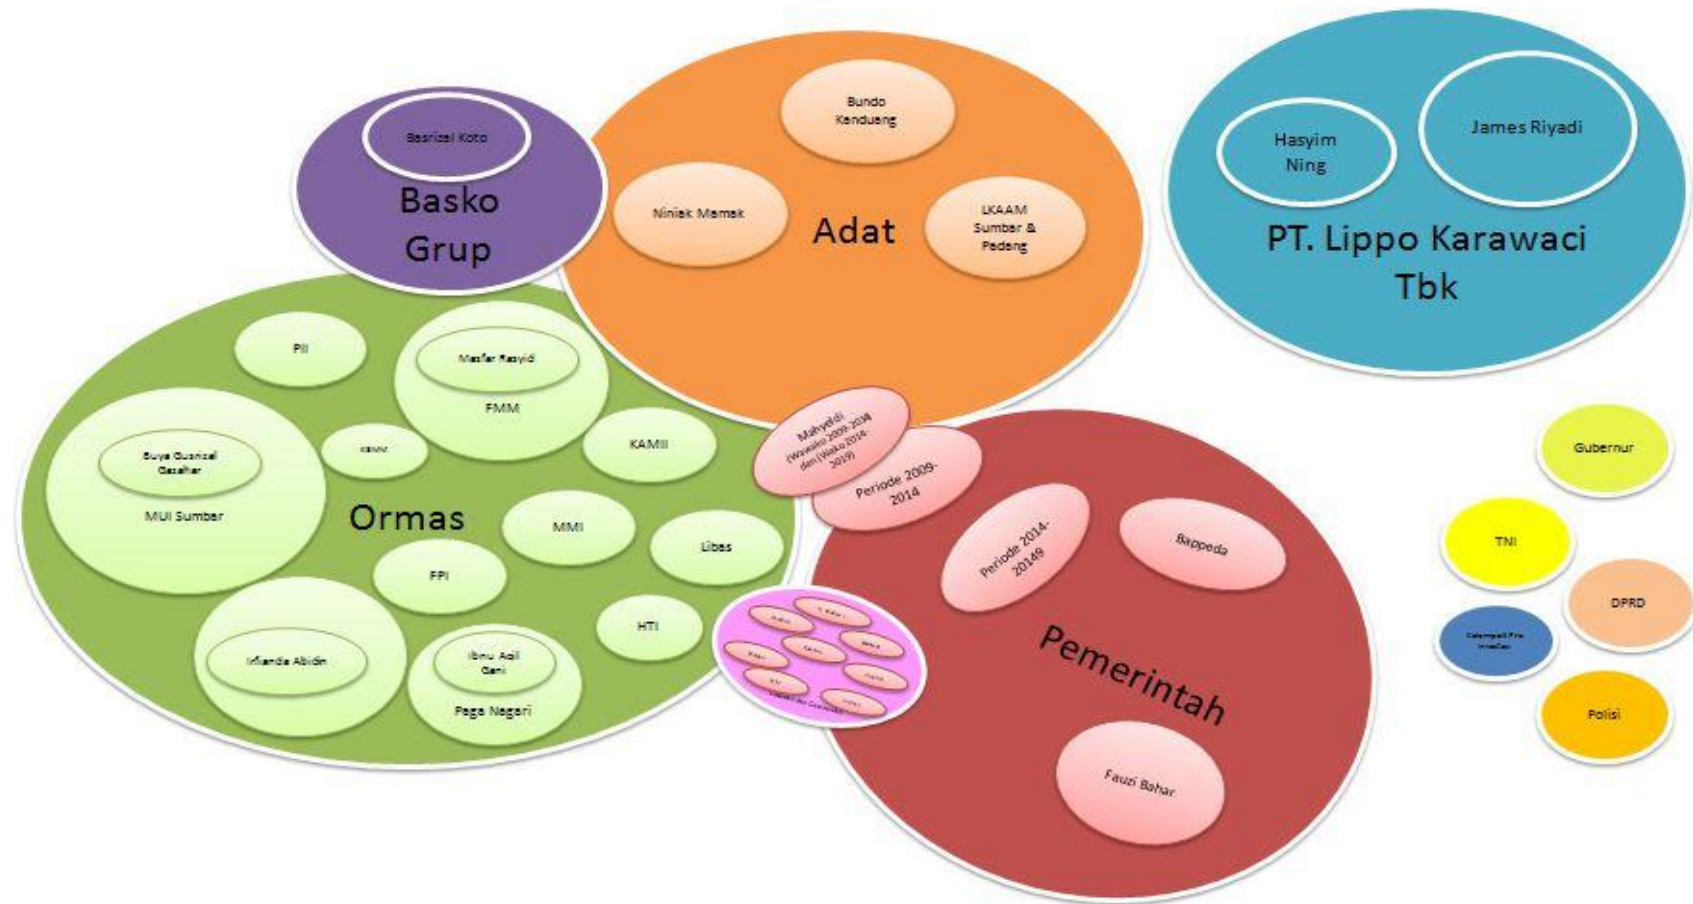 Basrizal Koto
Basko
Grup
Bundo
Kanduang
Niniak Mamak
LKAAM
Sumbar &
Padang
Adat
Hasyim
Ning
James Riyadi
PT. Lippo Karawaci
Tbk
PII
Masfar Rasyid
FMM
KAMII
Buya Gusrizal
Gazahar
MUI Sumbar
Ormas
MMI
Libas
FPI
HTI
Irfianda Abidin
Ibnu Aqil
Gani
Paga Nagari
Mahyeldi
(Wawako 2009-2014
dan (Wako 2014-
2019)
Periode 2009-
2014
Periode 2014-
20149
Bappeda
Pemerintah
Fauzi Bahar
Gubernur
TNI
DPRD
Polisi